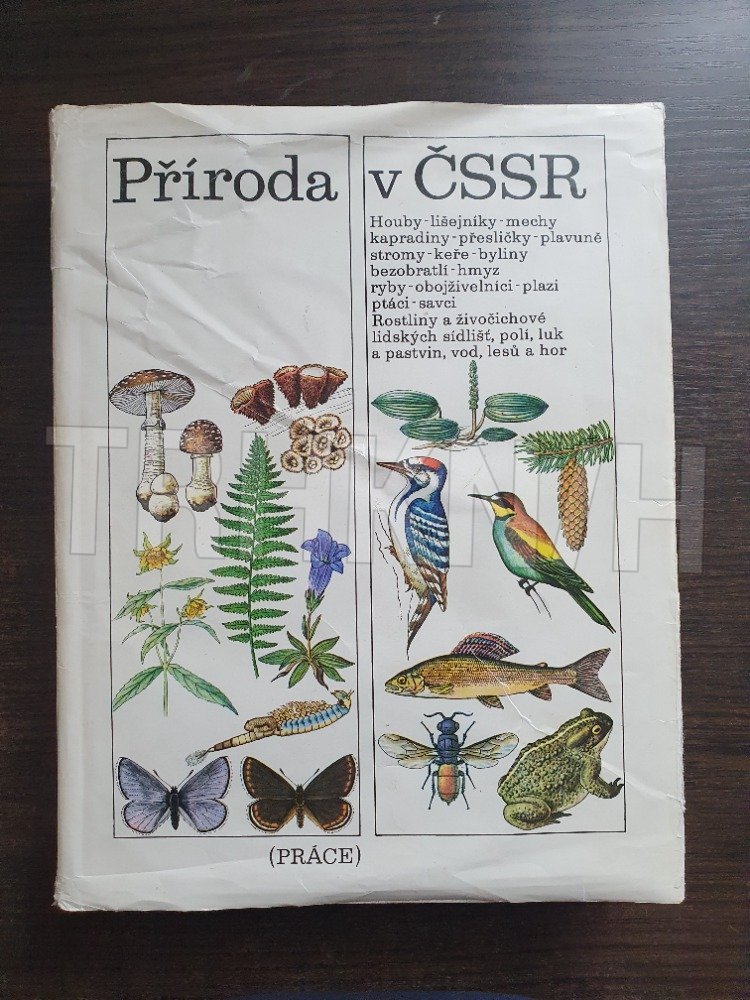 Příroda v ČSSR
Houby - lišejníky - mechy
kapradiny - přesličky - plavuně
stromy - keře - byliny
bezobratlí - hmyz
ryby - obojživelníci - plazi
ptáci - savci
Rostliny a živočichové
lidských sídlišť, polí, luk
a pastvin, vod, lesů a hor
(PRÁCE)